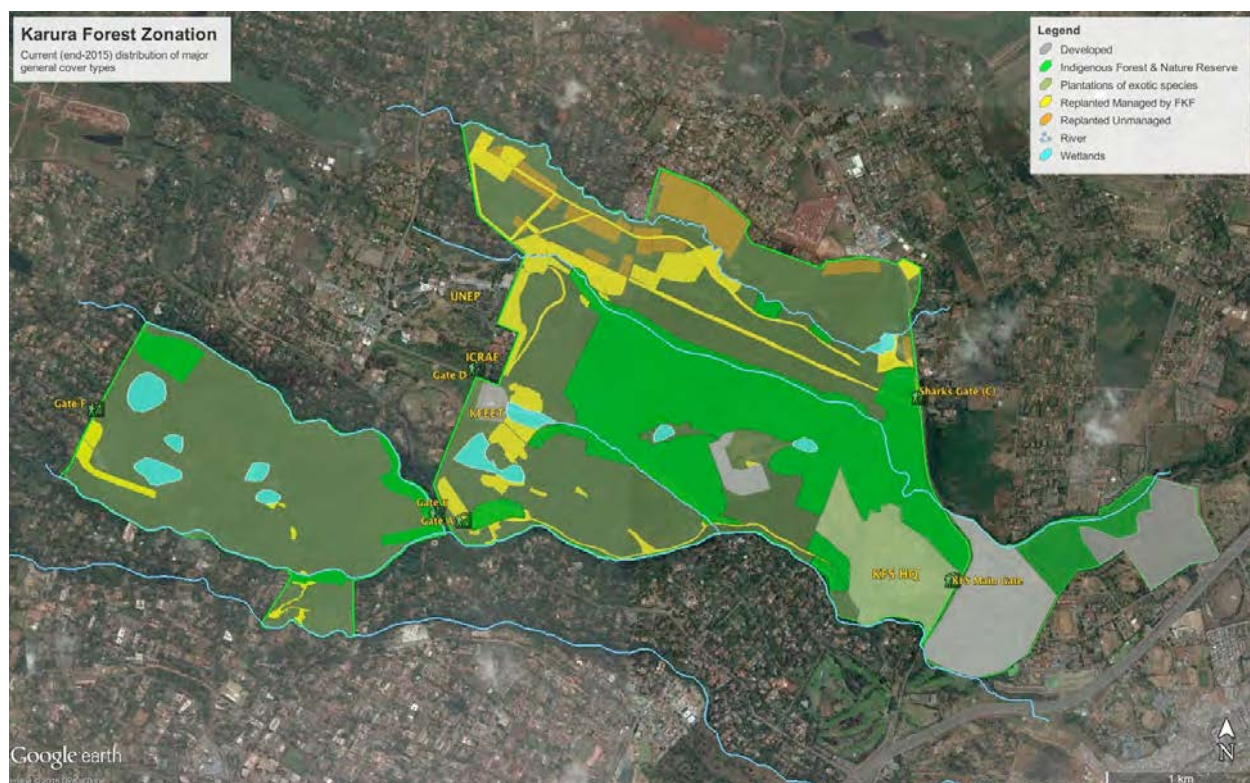 Karura Forest Zonation
Current (end-2015) distribution of major
general cover types
Legend
Developed
Indigenous Forest & Nature Reserve
Plantations of exotic species
Replanted Managed by FKF
Replanted Unmanaged
River
Wetlands
UNEP
ICRAF
Gate D
Gate F
KFEET
Sharks Gate (C)
Gate A
KFS HQ
KFS Main Gate
Google earth
N
1 km